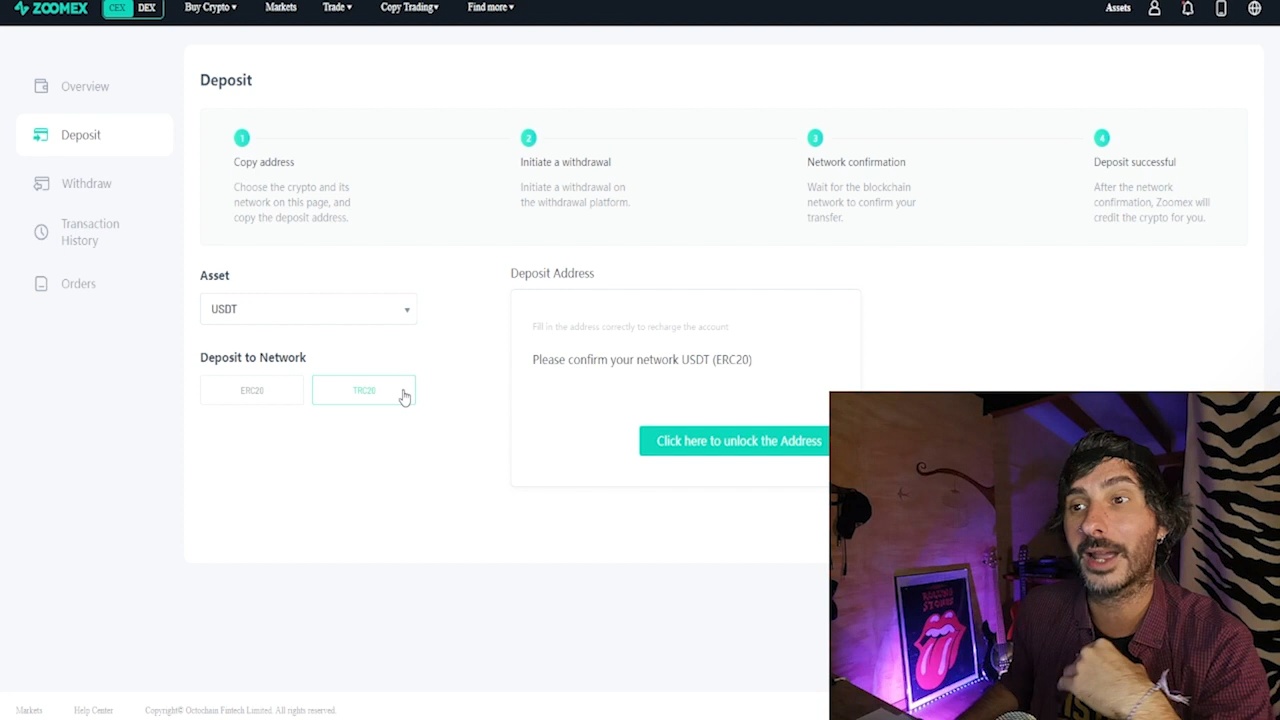 ZOOMEX
CEX
DEX
Buy Crypto
Markets
Trade
Copy Trading
Find more
Assets
Overview
Deposit
Withdraw
Transaction
History
Orders
Deposit
1
Copy address
Choose the crypto and its
network on this page, and
copy the deposit address.
2
Initiate a withdrawal
Initiate a withdrawal on
the withdrawal platform.
3
Network confirmation
Wait for the blockchain
network to confirm your
transfer.
4
Deposit successful
After the network
confirmation, Zoomex will
credit the crypto for you.
Asset
USDT
Deposit to Network
ERC20
TRC20
Deposit Address
Fill in the address correctly to recharge the account
Please confirm your network USDT (ERC20)
Click here to unlock the Address
ROLLING
STONES
Markets
Help Center
Copyright© Octochain Fintech Limited. All rights reserved.